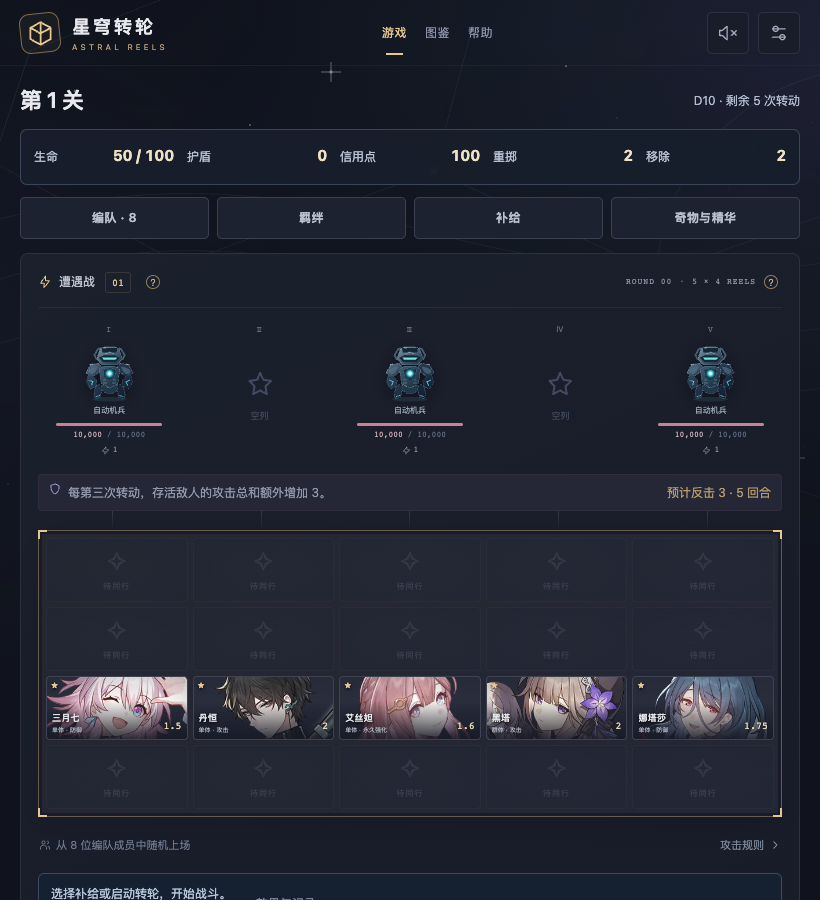 星穹转轮
ASTRAL REELS
游戏 图鉴 帮助
第 1 关
D10 · 剩余 5 次转动
生命 50 / 100 护盾 0 信用点 100 重掷 2 移除 2
编队 · 8 羁绊 补给 奇物与精华
遭遇战 01 ?
ROUND 00 · 5 × 4 REELS ?
I II III IV V
自动机兵 空列 自动机兵 空列 自动机兵
10,000 / 10,000 10,000 / 10,000 10,000 / 10,000
1 1 1
每第三次转动，存活敌人的攻击总和额外增加 3。
预计反击 3 · 5 回合
待同行 待同行 待同行 待同行 待同行
待同行 待同行 待同行 待同行 待同行
三月七 丹恒 艾丝妲 黑塔 娜塔莎
单体 · 防御 1.5 单体 · 攻击 2 单体 · 永久强化 1.6 群体 · 攻击 2 单体 · 防御 1.75
待同行 待同行 待同行 待同行 待同行
从 8 位编队成员中随机上场
攻击规则
选择补给或启动转轮，开始战斗。